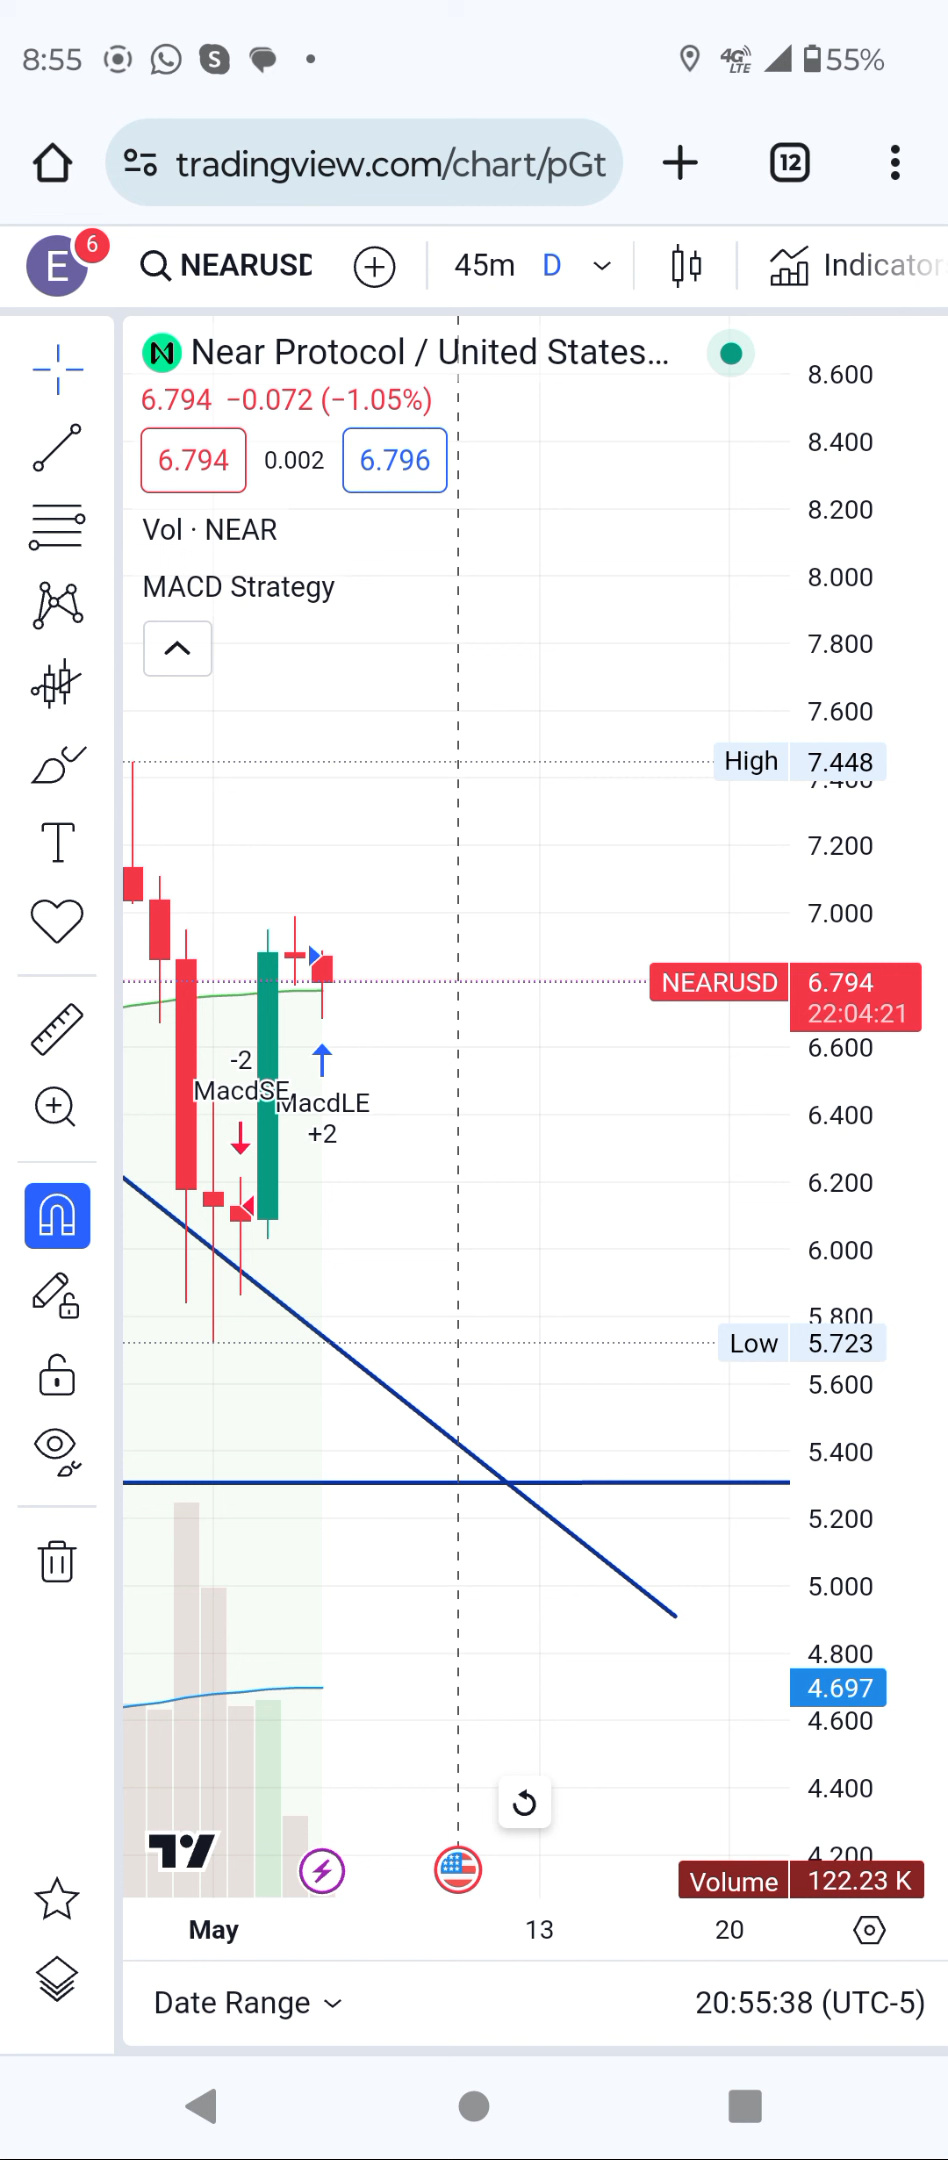 8:55
4G LTE 55%
tradingview.com/chart/pGt
12
E
6
NEARUSD
45m D
Indicator
Near Protocol / United States...
6.794 −0.072 (−1.05%)
6.794 0.002 6.796
Vol · NEAR
MACD Strategy
8.600
8.400
8.200
8.000
7.800
7.600
High 7.448
7.400
7.200
7.000
NEARUSD 6.794
22:04:21
6.600
-2
MacdSE
MacdLE
+2
6.400
6.200
6.000
5.800
Low 5.723
5.600
5.400
5.200
5.000
4.800
4.697
4.600
4.400
4.200
Volume 122.23 K
May 13 20
Date Range
20:55:38 (UTC-5)